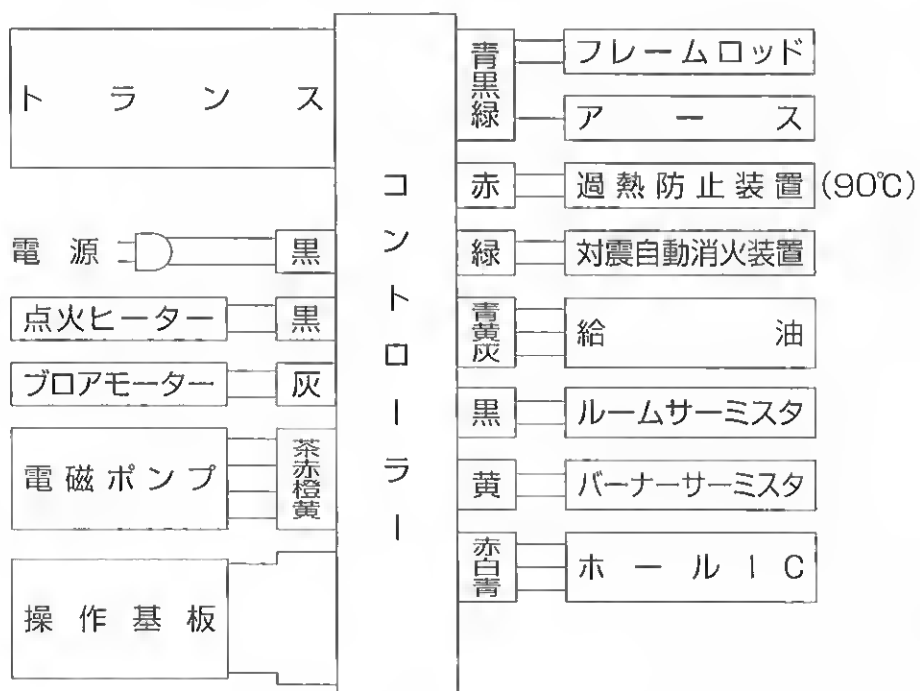 トランス
電源
黒
点火ヒーター
黒
ブロアモーター
灰
電磁ポンプ
茶赤橙黄
操作基板
コントローラー
青黒緑
フレームロッド
アース
赤
過熱防止装置(90℃)
緑
対震自動消火装置
青黄灰
給油
黒
ルームサーミスタ
黄
バーナーサーミスタ
赤白青
ホールIC